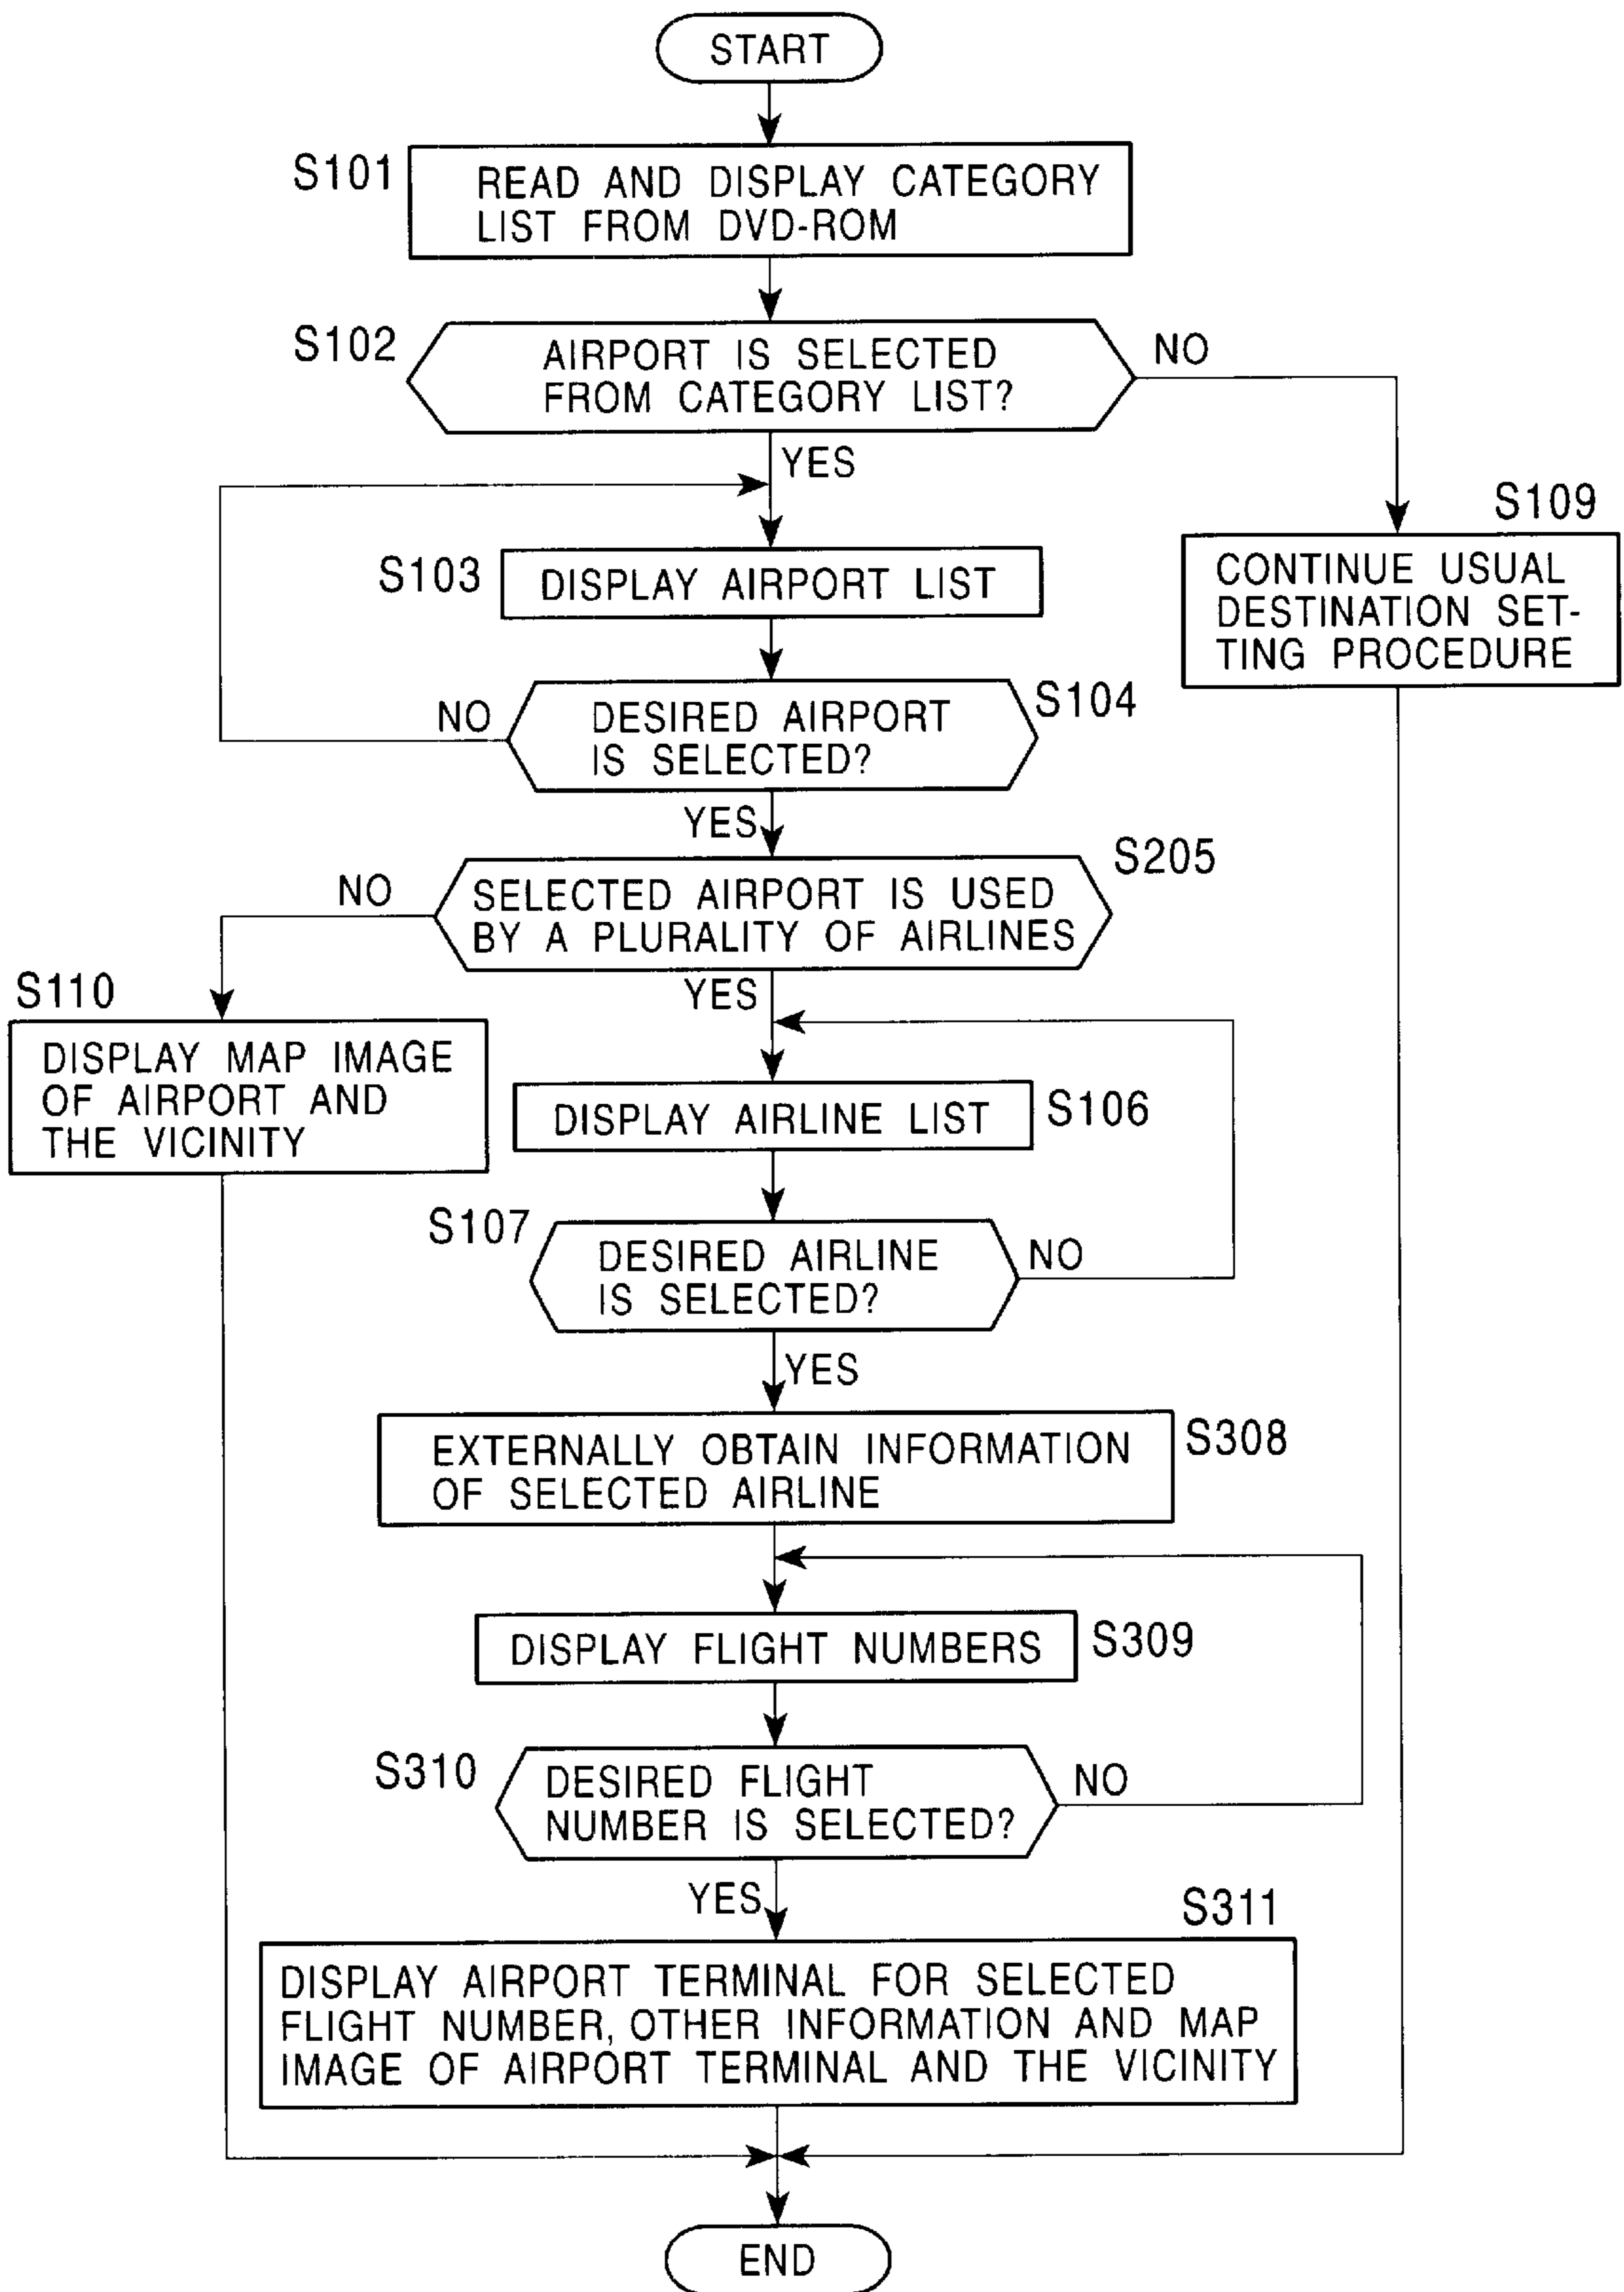 START
S101
READ AND DISPLAY CATEGORY
LIST FROM DVD-ROM
S102
AIRPORT IS SELECTED
FROM CATEGORY LIST?
NO
YES
S109
CONTINUE USUAL
DESTINATION SET-
TING PROCEDURE
S103
DISPLAY AIRPORT LIST
S104
DESIRED AIRPORT
IS SELECTED?
NO
YES
S205
SELECTED AIRPORT IS USED
BY A PLURALITY OF AIRLINES
NO
YES
S110
DISPLAY MAP IMAGE
OF AIRPORT AND
THE VICINITY
DISPLAY AIRLINE LIST
S106
S107
DESIRED AIRLINE
IS SELECTED?
NO
YES
EXTERNALLY OBTAIN INFORMATION
OF SELECTED AIRLINE
S308
DISPLAY FLIGHT NUMBERS
S309
S310
DESIRED FLIGHT
NUMBER IS SELECTED?
NO
YES
S311
DISPLAY AIRPORT TERMINAL FOR SELECTED
FLIGHT NUMBER, OTHER INFORMATION AND MAP
IMAGE OF AIRPORT TERMINAL AND THE VICINITY
END